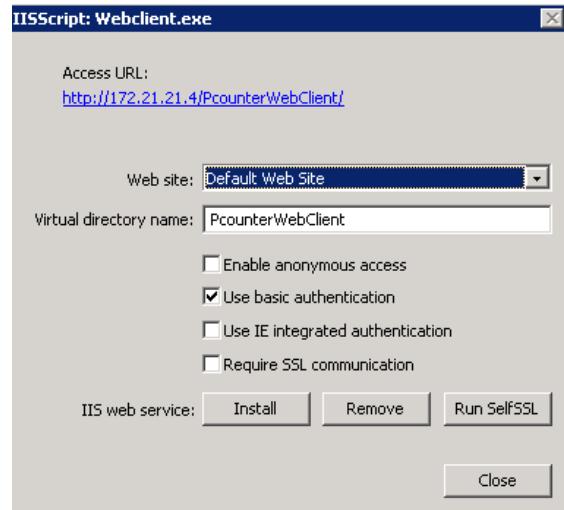 IISScript: Webclient.exe
Access URL:
http://172.21.21.4/PcounterWebClient/
Web site: Default Web Site
Virtual directory name: PcounterWebClient
Enable anonymous access
Use basic authentication
Use IE integrated authentication
Require SSL communication
IIS web service: Install Remove Run SelfSSL
Close